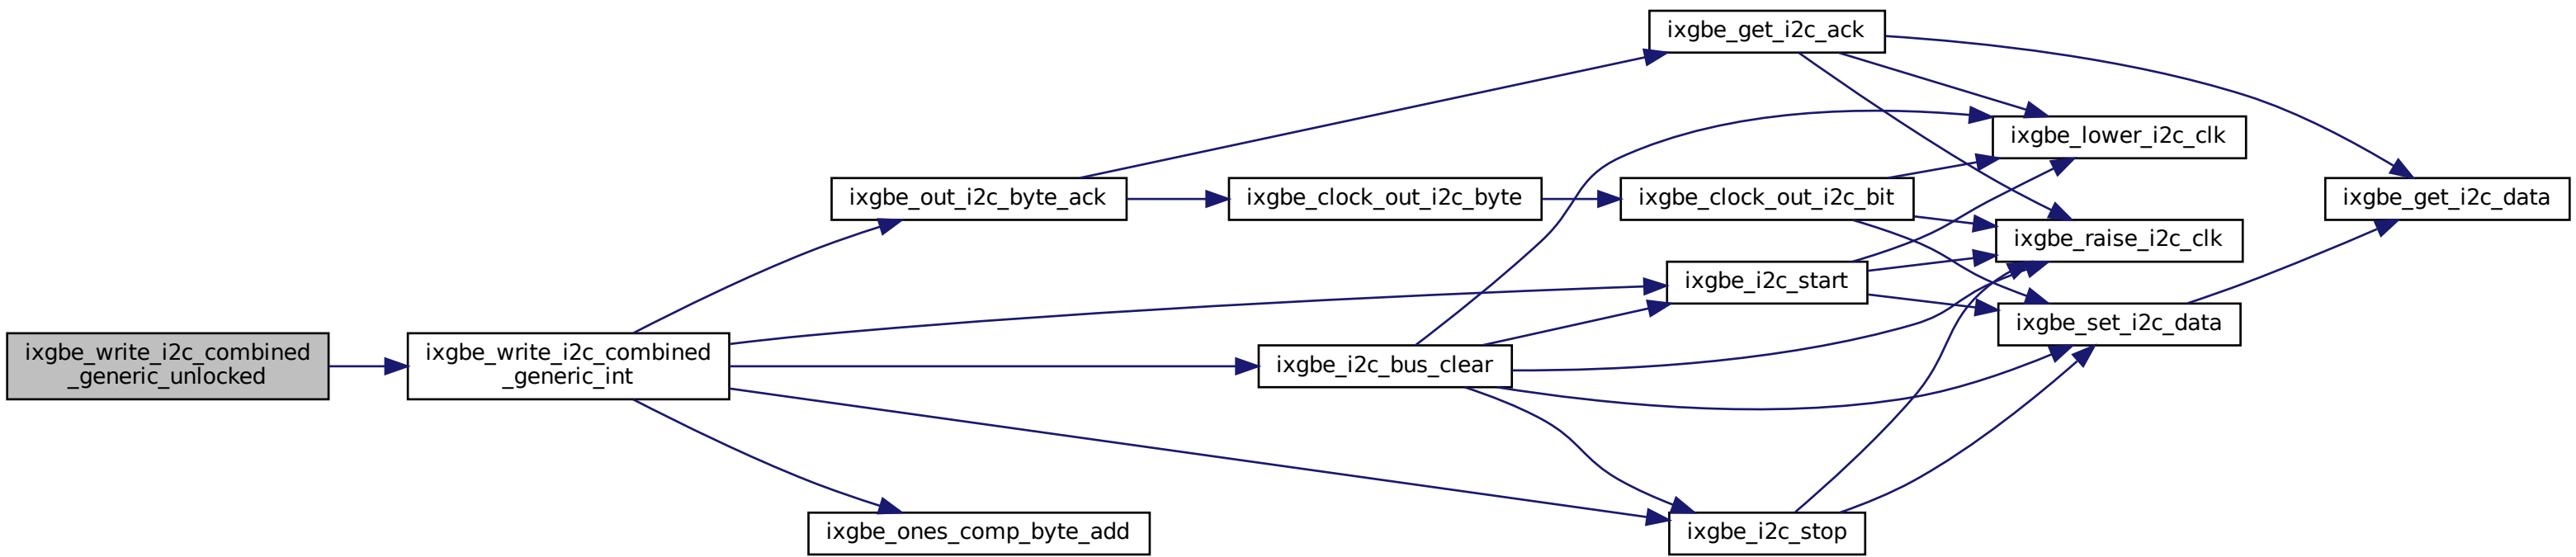 ixgbe_write_i2c_combined
_generic_unlocked
ixgbe_write_i2c_combined
_generic_int
ixgbe_out_i2c_byte_ack
ixgbe_ones_comp_byte_add
ixgbe_clock_out_i2c_byte
ixgbe_i2c_bus_clear
ixgbe_get_i2c_ack
ixgbe_clock_out_i2c_bit
ixgbe_i2c_start
ixgbe_i2c_stop
ixgbe_lower_i2c_clk
ixgbe_raise_i2c_clk
ixgbe_set_i2c_data
ixgbe_get_i2c_data